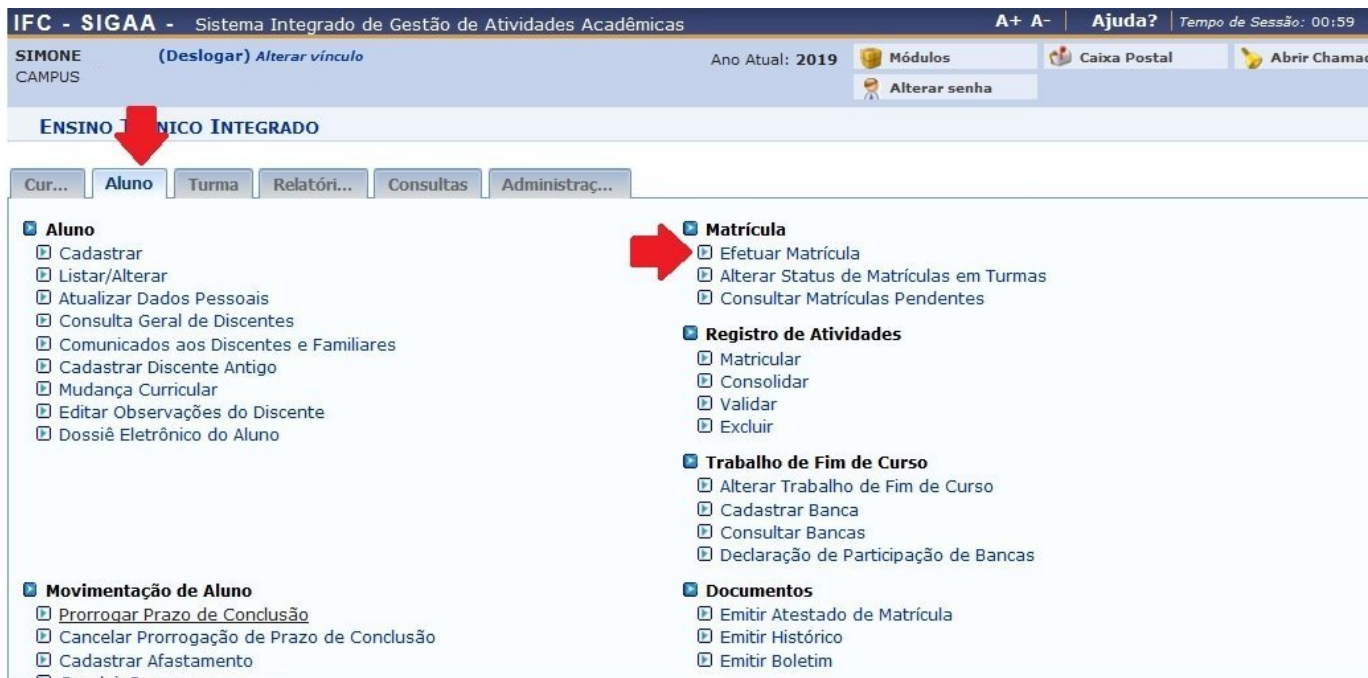 IFC - SIGAA - Sistema Integrado de Gestão de Atividades Acadêmicas A+ A- | Ajuda? | Tempo de Sessão: 00:59
SIMONE (Deslogar) Alterar vínculo Ano Atual: 2019 Módulos Caixa Postal Abrir Chamad
CAMPUS
Alterar senha
ENSINO T NICO INTEGRADO
Cur... Aluno Turma Relatóri... Consultas Administraç...
Aluno
Cadastrar
Listar/Alterar
Atualizar Dados Pessoais
Consulta Geral de Discentes
Comunicados aos Discentes e Familiares
Cadastrar Discente Antigo
Mudança Curricular
Editar Observações do Discente
Dossiê Eletrônico do Aluno
Matrícula
Efetuar Matrícula
Alterar Status de Matrículas em Turmas
Consultar Matrículas Pendentes
Registro de Atividades
Matricular
Consolidar
Validar
Excluir
Trabalho de Fim de Curso
Alterar Trabalho de Fim de Curso
Cadastrar Banca
Consultar Bancas
Declaração de Participação de Bancas
Movimentação de Aluno
Prorrogar Prazo de Conclusão
Cancelar Prorrogação de Prazo de Conclusão
Cadastrar Afastamento
Documentos
Emitir Atestado de Matrícula
Emitir Histórico
Emitir Boletim